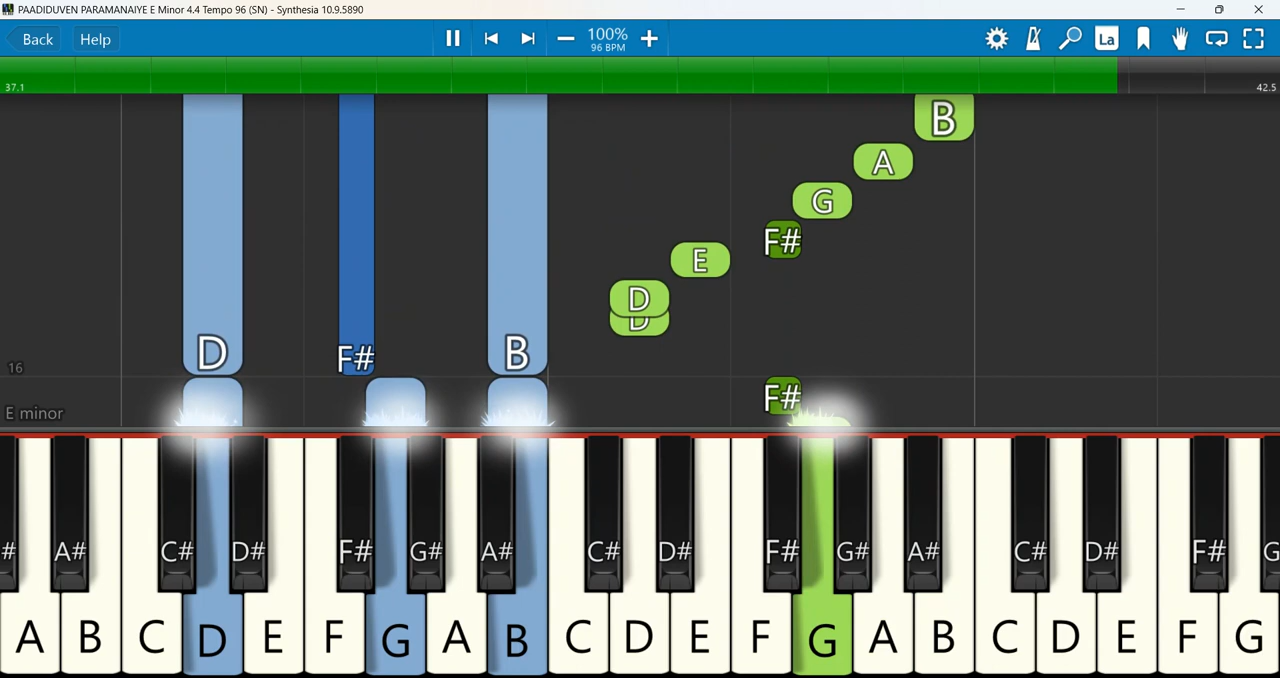 PAADIDUVEN PARAMANAIYE E Minor 4.4 Tempo 96 (SN) - Synthesia 10.9.5890
Back Help 100% La
96 BPM
37.1 42.5
B
A
G
F#
E
D
D
D F# B
16
F#
E minor
# A# C# D# F# G# A# C# D# F# G# A# C# D# F# G
A B C D E F G A B C D E F G A B C D E F G